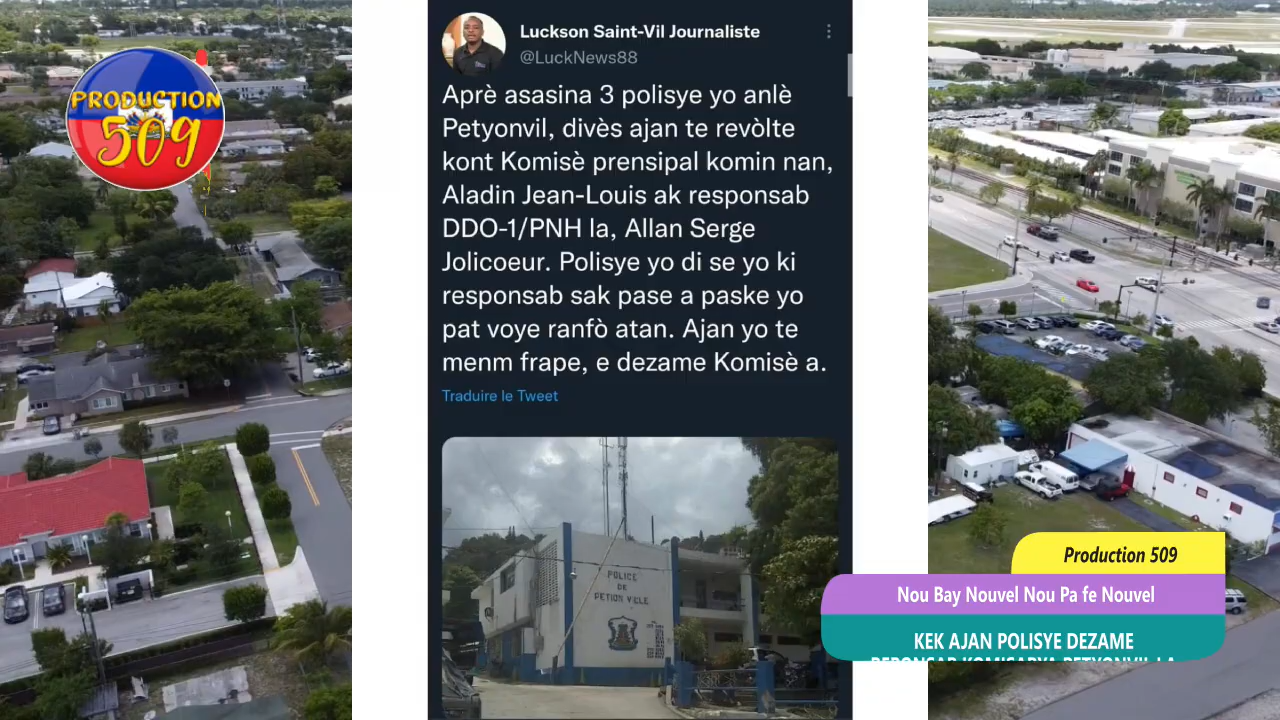 PRODUCTION
509
Luckson Saint-Vil Journaliste
@LuckNews88
Aprè asasina 3 polisye yo anlè
Petyonvil, divès ajan te revòlte
kont Komisè prensipal komin nan,
Aladin Jean-Louis ak responsab
DDO-1/PNH la, Allan Serge
Jolicoeur. Polisye yo di se yo ki
responsab sak pase a paske yo
pat voye ranfò atan. Ajan yo te
menm frape, e dezame Komisè a.
Traduire le Tweet
POLICE
DE
PETION VILLE
Production 509
Nou Bay Nouvel Nou Pa fe Nouvel
KEK AJAN POLISYE DEZAME